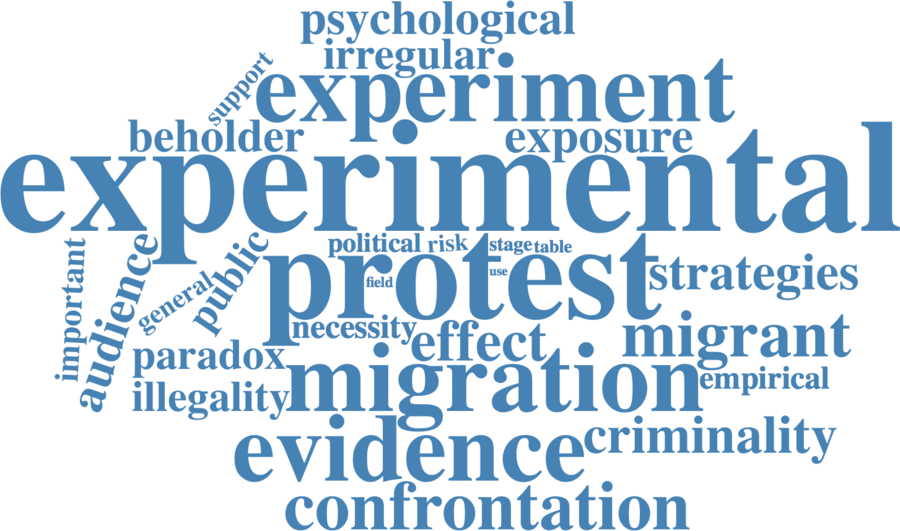 psychological
irregular
support
experiment
beholder
exposure
experimental
important
audience
general
public
political
risk
stage
table
protest
field
use
strategies
necessity
effect
migrant
paradox
migration
empirical
illegality
evidence
criminality
confrontation